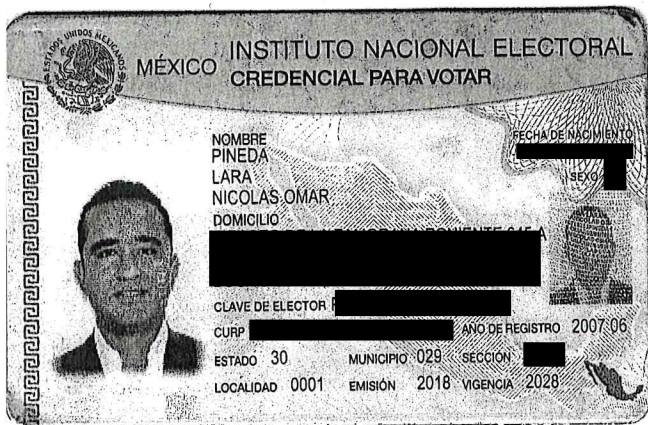 ESTADOS UNIDOS MEXICANOS
MÉXICO INSTITUTO NACIONAL ELECTORAL
CREDENCIAL PARA VOTAR
NOMBRE
PINEDA
LARA
NICOLAS OMAR
FECHA DE NACIMIENTO
SEXO
DOMICILIO
CLAVE DE ELECTOR
CURP
AÑO DE REGISTRO 2007 06
ESTADO 30 MUNICIPIO 029 SECCIÓN
LOCALIDAD 0001 EMISIÓN 2018 VIGENCIA 2028